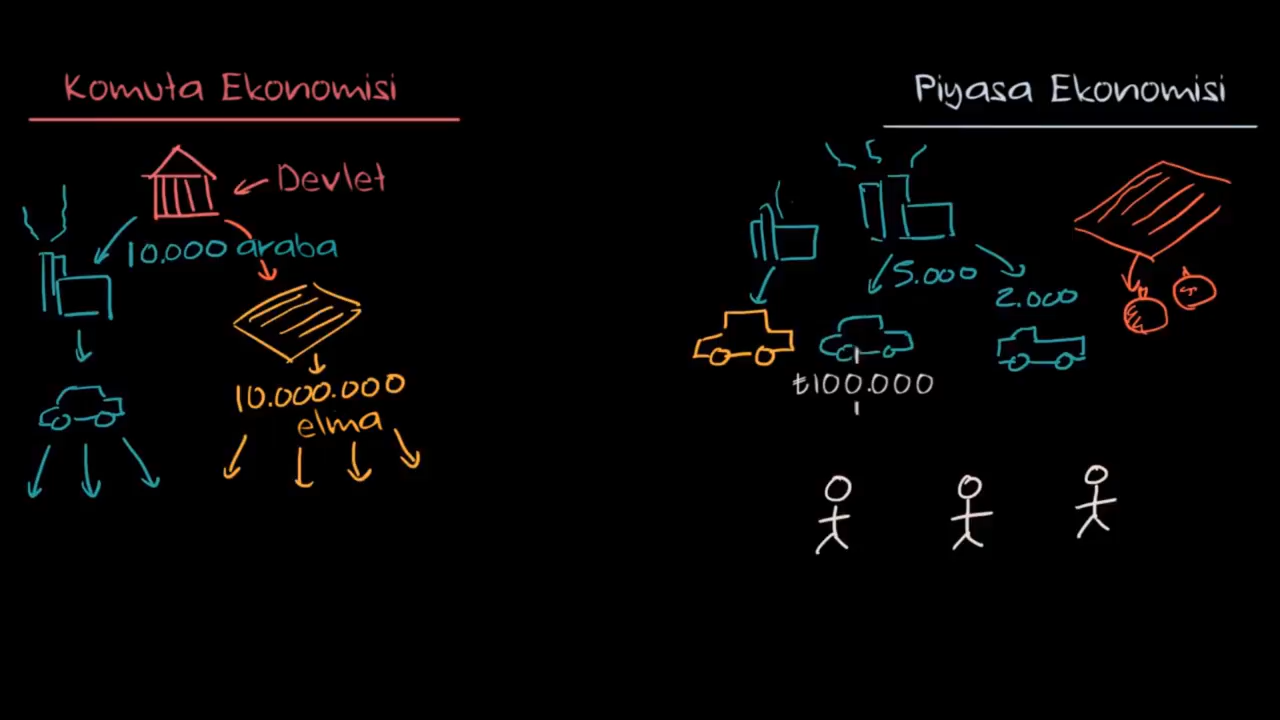 Komuta Ekonomisi
Devlet
10.000 araba
10.000.000
elma
Piyasa Ekonomisi
5.000
2.000
₺100.000